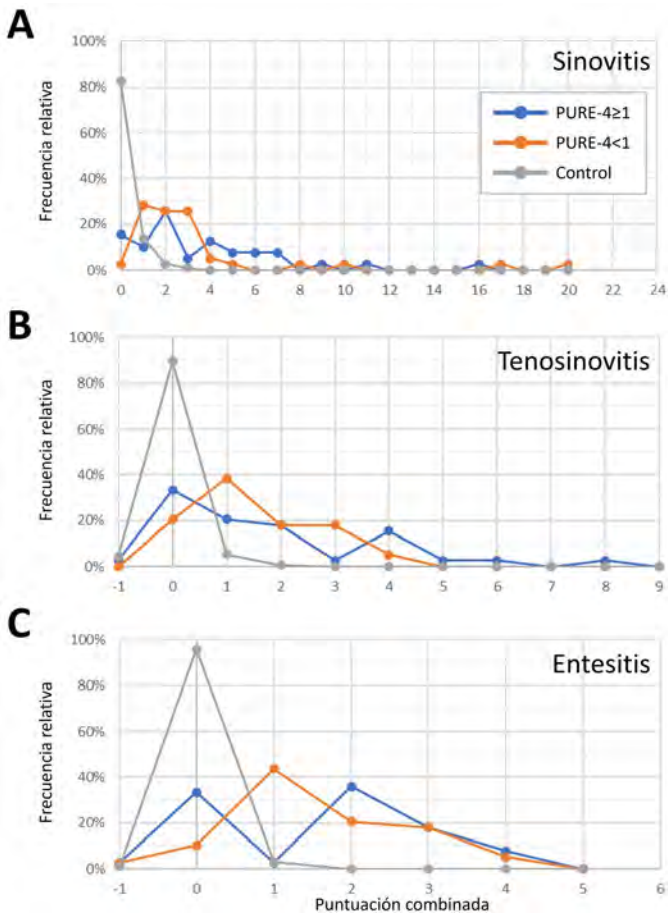 A
Sinovitis
Frecuencia relativa
100%
80%
60%
40%
20%
0%
PURE-4≥1
PURE-4<1
Control
0 2 4 6 8 10 12 14 16 18 20 22 24
B
Tenosinovitis
Frecuencia relativa
100%
80%
60%
40%
20%
0%
-1 0 1 2 3 4 5 6 7 8 9
C
Entesitis
Frecuencia relativa
100%
80%
60%
40%
20%
0%
-1 0 1 2 3 4 5 6
Puntuación combinada